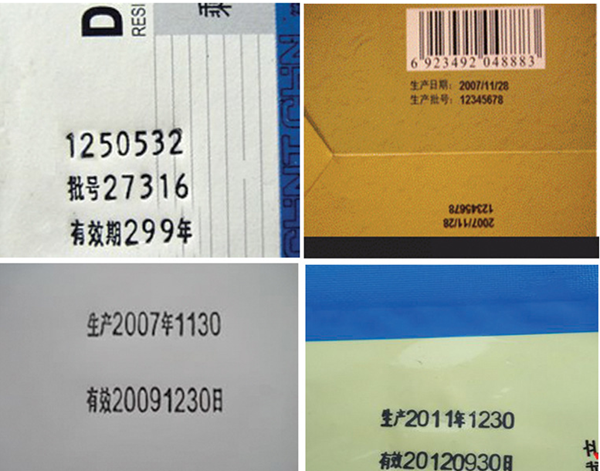 D
RESI
1250532
批号27316
有效期299年
6 923492 048883
生产日期: 2007/11/28
生产批号: 12345678
2007/11/28
12345678
生产2007年1130
有效20091230日
生产2011年1230
有效20120930日